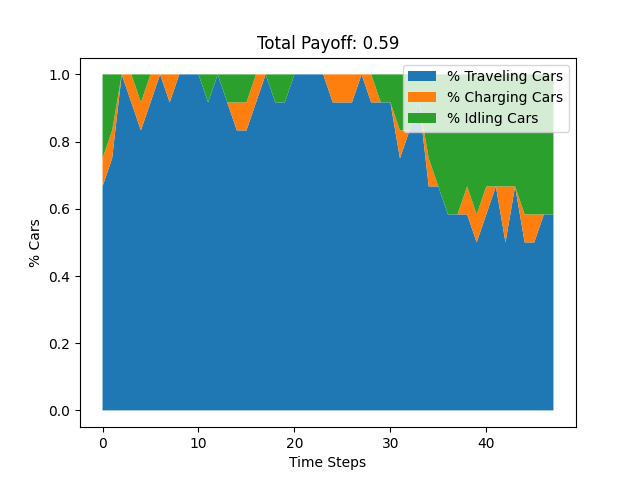 Total Payoff: 0.59
% Traveling Cars
% Charging Cars
% Idling Cars
1.0
0.8
0.6
0.4
0.2
0.0
% Cars
0 10 20 30 40
Time Steps